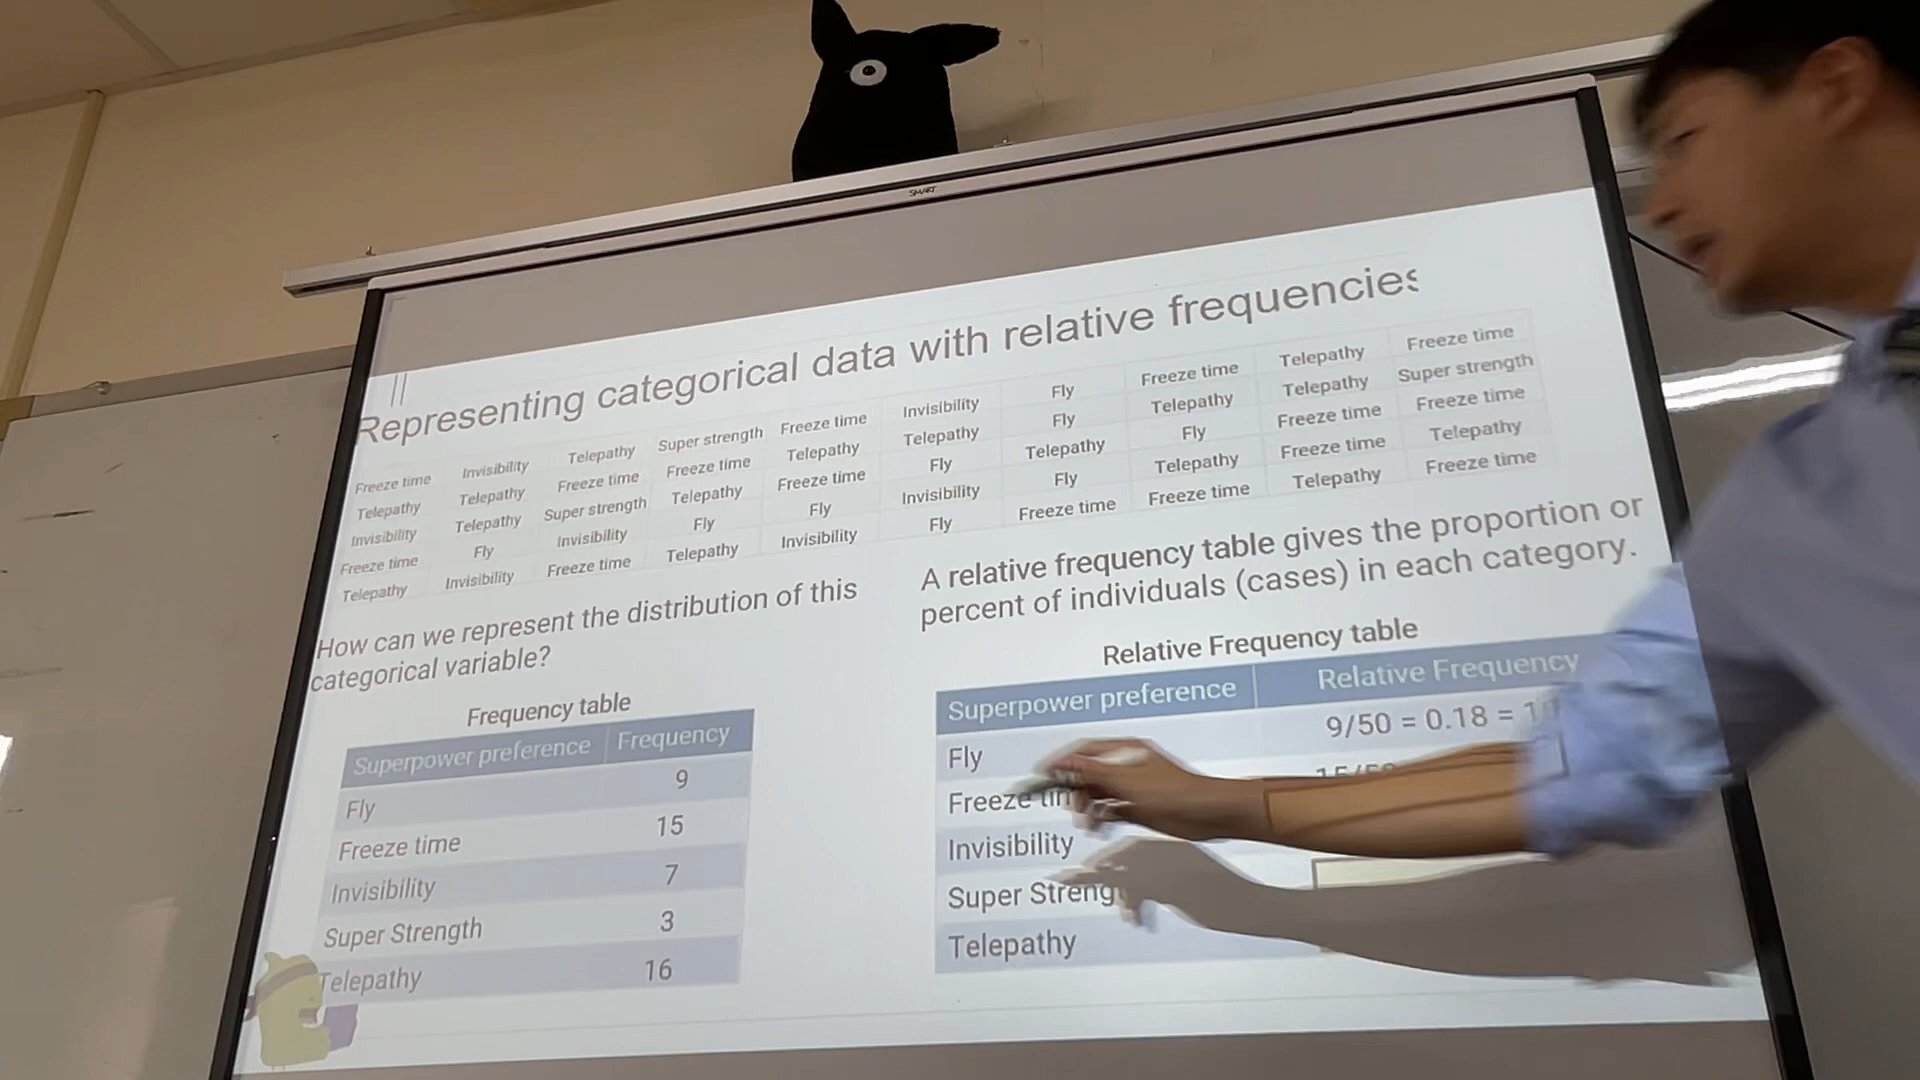 SMART
Representing categorical data with relative frequencies
Freeze time Invisibility Telepathy Super strength Freeze time Invisibility Fly Freeze time Telepathy Freeze time
Telepathy Telepathy Freeze time Freeze time Telepathy Telepathy Fly Telepathy Telepathy Super strength
Invisibility Telepathy Super strength Telepathy Freeze time Fly Telepathy Fly Freeze time Freeze time
Freeze time Fly Invisibility Fly Fly Invisibility Fly Telepathy Freeze time Telepathy
Telepathy Invisibility Freeze time Telepathy Invisibility Fly Freeze time Freeze time Telepathy Freeze time
How can we represent the distribution of this
categorical variable?
Frequency table
Superpower preference Frequency
Fly 9
Freeze time 15
Invisibility 7
Super Strength 3
Telepathy 16
A relative frequency table gives the proportion or
percent of individuals (cases) in each category.
Relative Frequency table
Superpower preference Relative Frequency
Fly 9/50 = 0.18 =
Freeze
Invisibility
Super
Telepathy